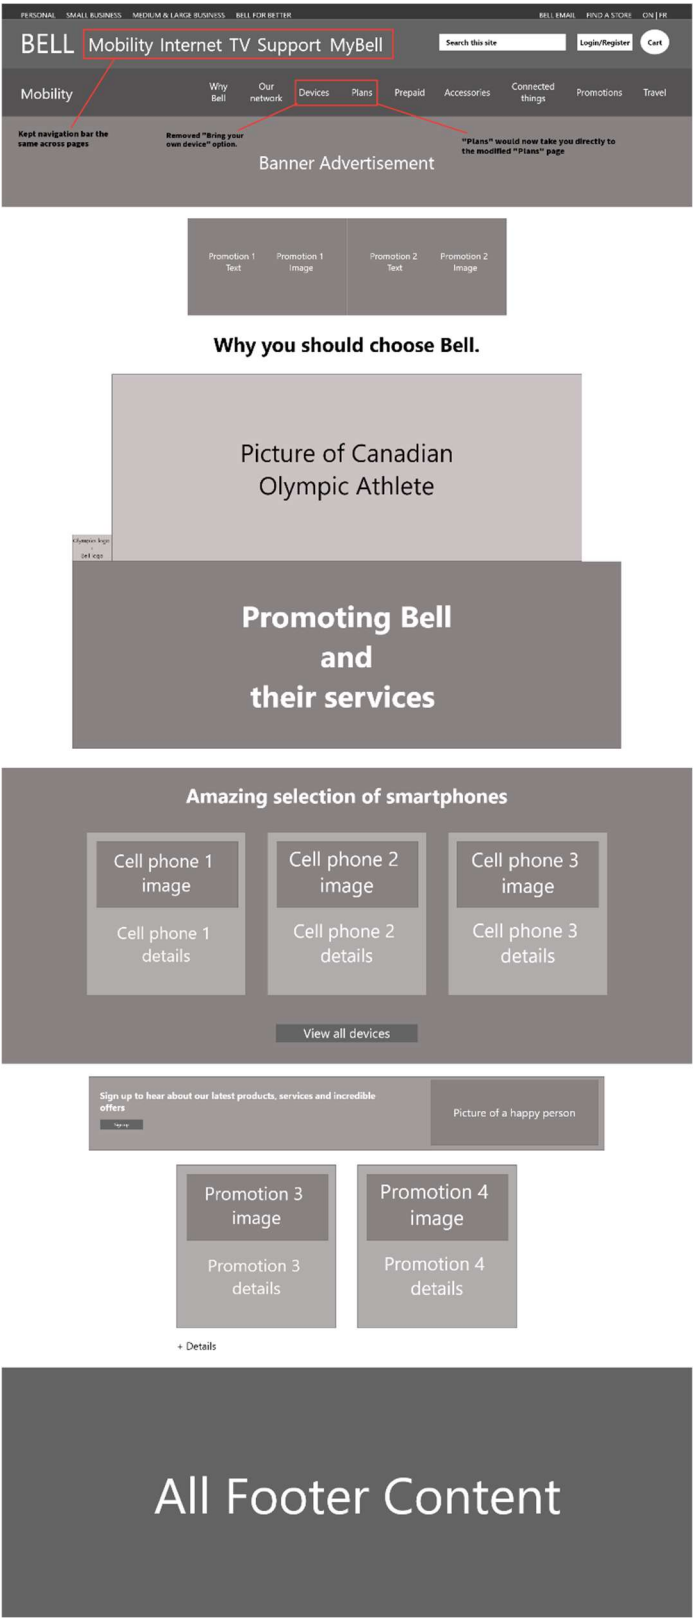 PERSONAL SMALL BUSINESS MEDIUM & LARGE BUSINESS BELL FOR BETTER BELL EMAIL FIND A STORE ON | FR
BELL Mobility Internet TV Support MyBell Search this site Login/Register Cart
Mobility
Why
Bell
Our
network
Devices
Plans
Prepaid
Accessories
Connected
things
Promotions
Travel
Kept navigation bar the
same across pages
Removed "Bring your
own device" option.
"Plans" would now take you directly to
the modified "Plans" page
Banner Advertisement
Promotion 1
Text
Promotion 1
Image
Promotion 2
Text
Promotion 2
Image
Why you should choose Bell.
Picture of Canadian
Olympic Athlete
Olympics logo
+
Bell logo
Promoting Bell
and
their services
Amazing selection of smartphones
Cell phone 1
image
Cell phone 1
details
Cell phone 2
image
Cell phone 2
details
Cell phone 3
image
Cell phone 3
details
View all devices
Sign up to hear about our latest products, services and incredible
offers
Sign up
Picture of a happy person
Promotion 3
image
Promotion 3
details
Promotion 4
image
Promotion 4
details
+ Details
All Footer Content